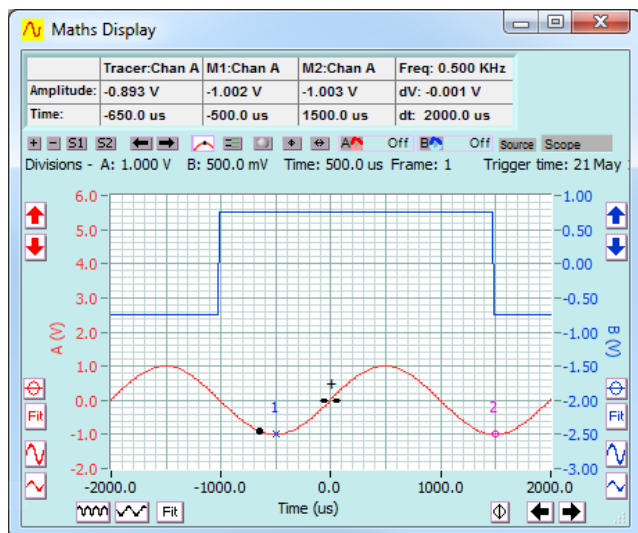 Maths Display
Tracer:Chan A M1:Chan A M2:Chan A Freq: 0.500 KHz
Amplitude: -0.893 V -1.002 V -1.003 V dV: -0.001 V
Time: -650.0 us -500.0 us 1500.0 us dt: 2000.0 us
+ - S1 S2 A Off B Off Source Scope
Divisions - A: 1.000 V B: 500.0 mV Time: 500.0 us Frame: 1 Trigger time: 21 May
6.0 1.00
5.0 0.50
4.0 0.00
3.0 -0.50
2.0 -1.00
1.0 -1.50
0.0 -2.00
-1.0 -2.50
-2.0 -3.00
A (V)
B (V)
Fit
Fit
1 + 2
-2000.0 -1000.0 0.0 1000.0 2000.0
Fit Time (us)